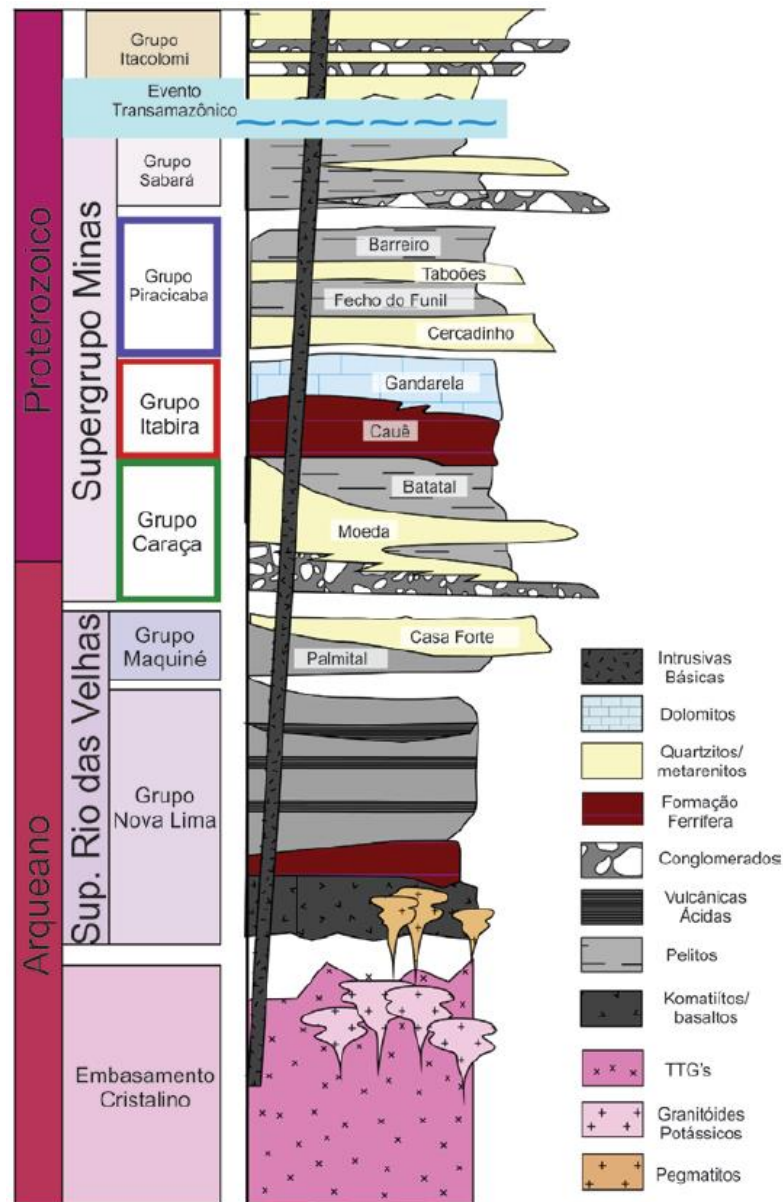 Proterozoico
Arqueano
Supergrupo Minas
Sup. Rio das Velhas
Grupo
Itacolomi
Evento
Transamazônico
Grupo
Sabará
Grupo
Piracicaba
Grupo
Itabira
Grupo
Caraça
Grupo
Maquiné
Grupo
Nova Lima
Embasamento
Cristalino
Barreiro
Taboões
Fecho do Funil
Cercadinho
Gandarela
Cauê
Batatal
Moeda
Casa Forte
Palmital
Intrusivas
Básicas
Dolomitos
Quartzitos/
metarenitos
Formação
Ferrífera
Conglomerados
Vulcânicas
Ácidas
Pelitos
Komatiítos/
basaltos
TTG's
Granitóides
Potássicos
Pegmatitos